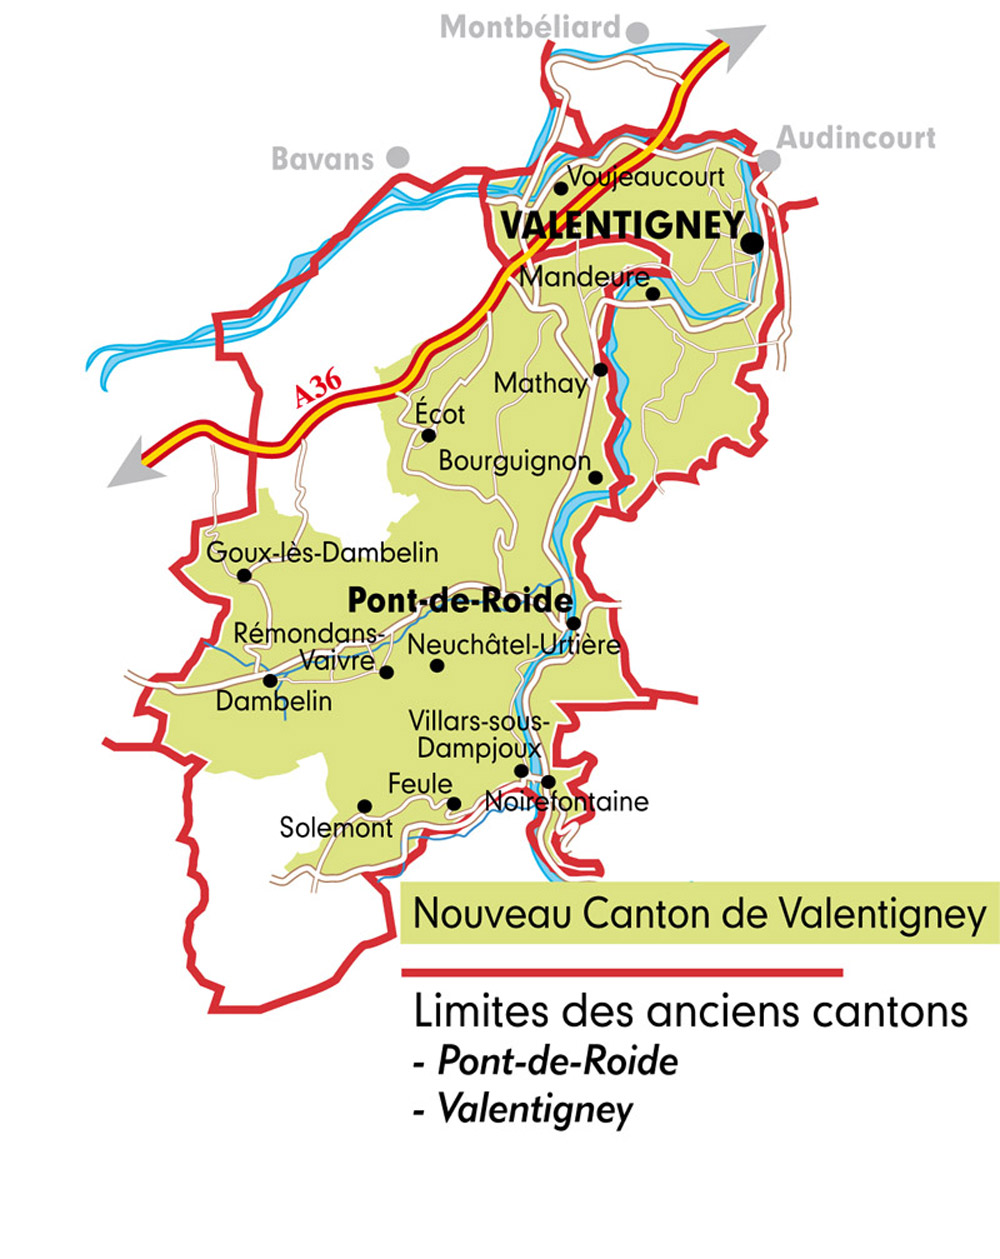 Montbéliard
Audincourt
Bavans
Voujeaucourt
VALENTIGNEY
Mandeure
A36
Mathay
Écot
Bourguignon
Goux-lès-Dambelin
Pont-de-Roide
Rémondans-
Vaivre
Neuchâtel-Urtière
Dambelin
Villars-sous-
Dampjoux
Feule
Noirefontaine
Solemont
Nouveau Canton de Valentigney
Limites des anciens cantons
- Pont-de-Roide
- Valentigney